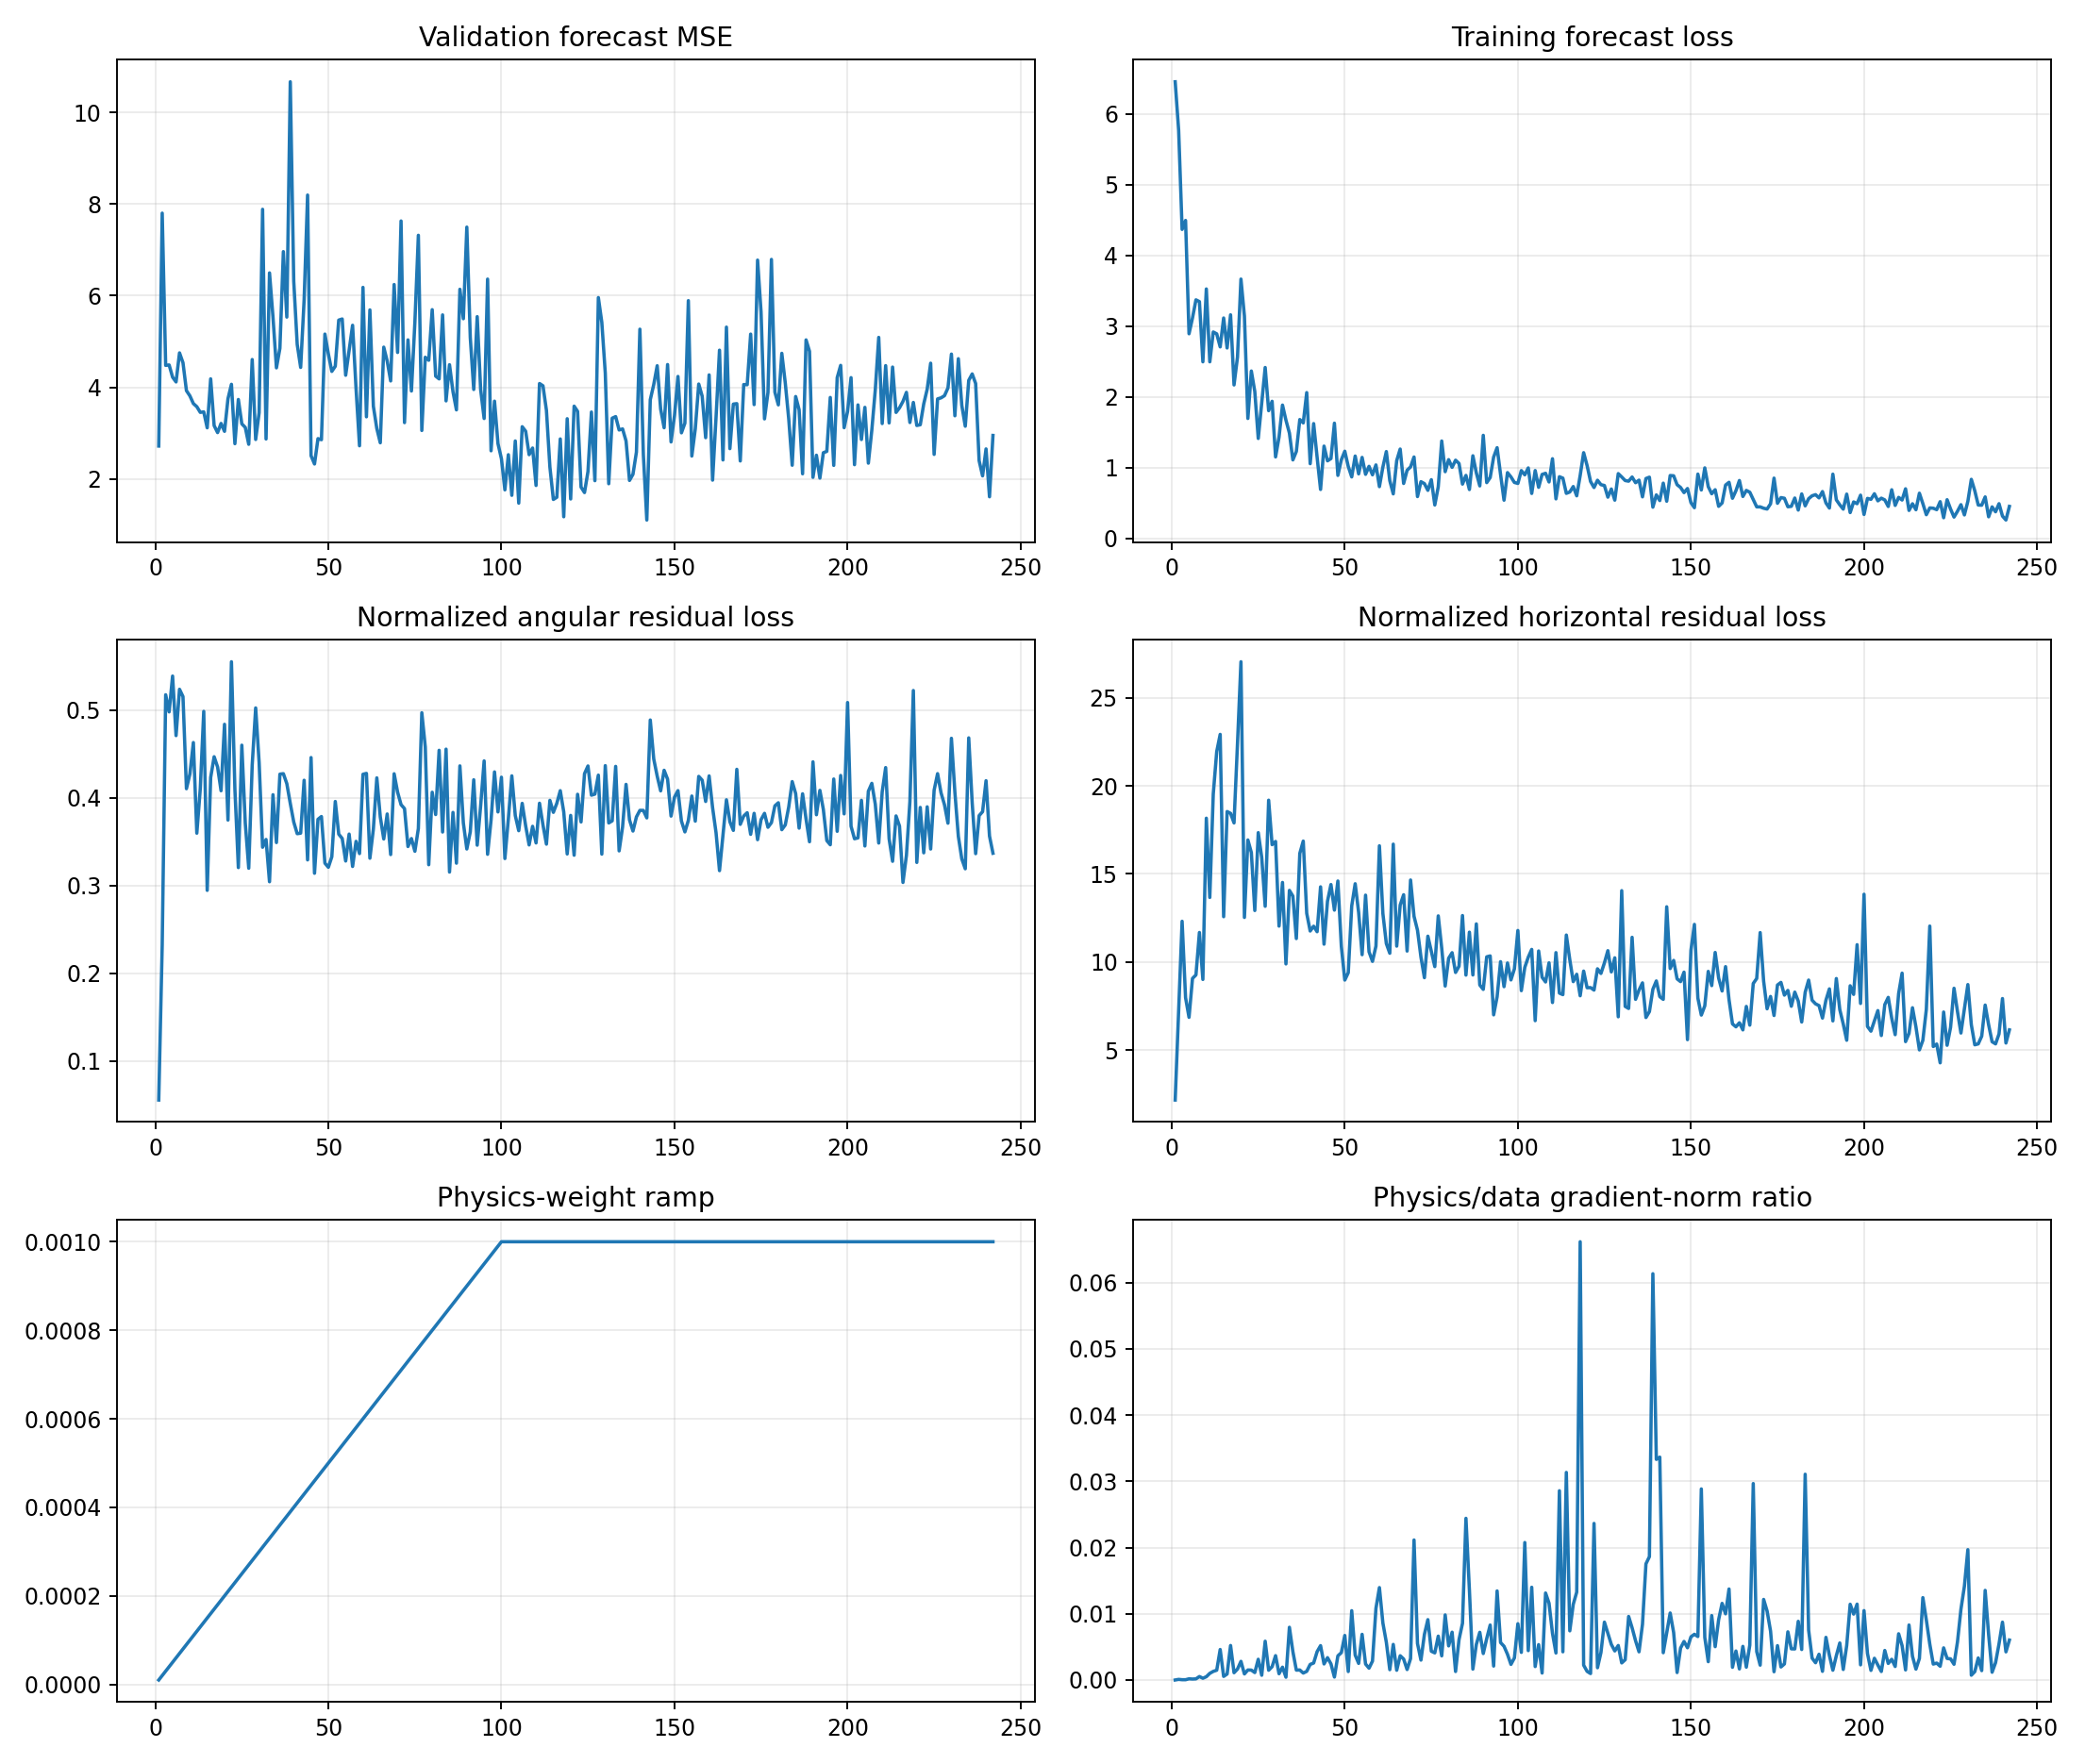 Validation forecast MSE
10
8
6
4
2
0 50 100 150 200 250
Training forecast loss
6
5
4
3
2
1
0
0 50 100 150 200 250
Normalized angular residual loss
0.5
0.4
0.3
0.2
0.1
0 50 100 150 200 250
Normalized horizontal residual loss
25
20
15
10
5
0 50 100 150 200 250
Physics-weight ramp
0.0010
0.0008
0.0006
0.0004
0.0002
0.0000
0 50 100 150 200 250
Physics/data gradient-norm ratio
0.06
0.05
0.04
0.03
0.02
0.01
0.00
0 50 100 150 200 250